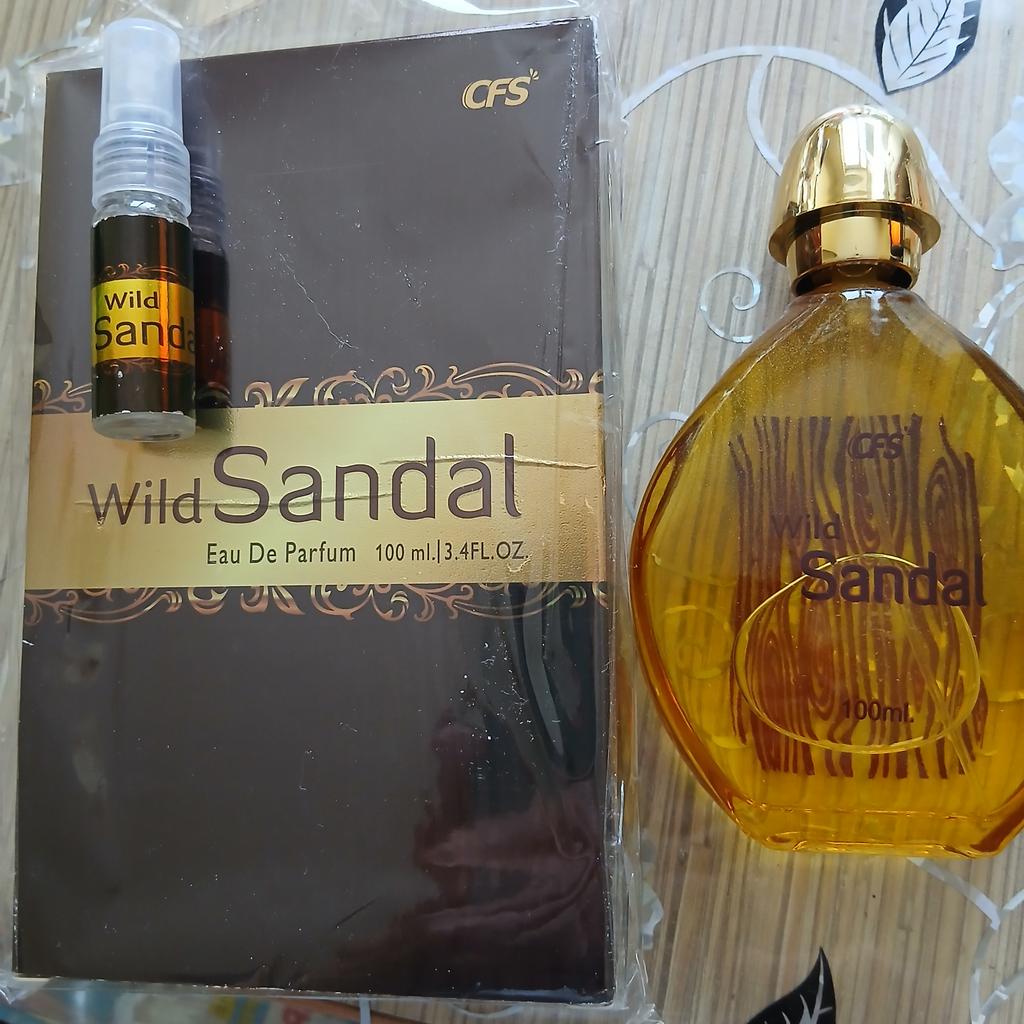 CFS
Wild
Sanda
Wild Sandal
Eau De Parfum 100 ml.|3.4FL.OZ.
CFS
Wild
Sandal
100ml.